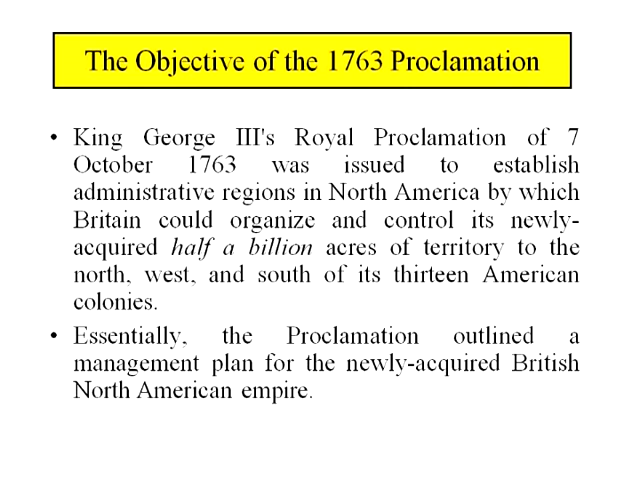 The Objective of the 1763 Proclamation
• King George III's Royal Proclamation of 7
October 1763 was issued to establish
administrative regions in North America by which
Britain could organize and control its newly-
acquired half a billion acres of territory to the
north, west, and south of its thirteen American
colonies.
• Essentially, the Proclamation outlined a
management plan for the newly-acquired British
North American empire.